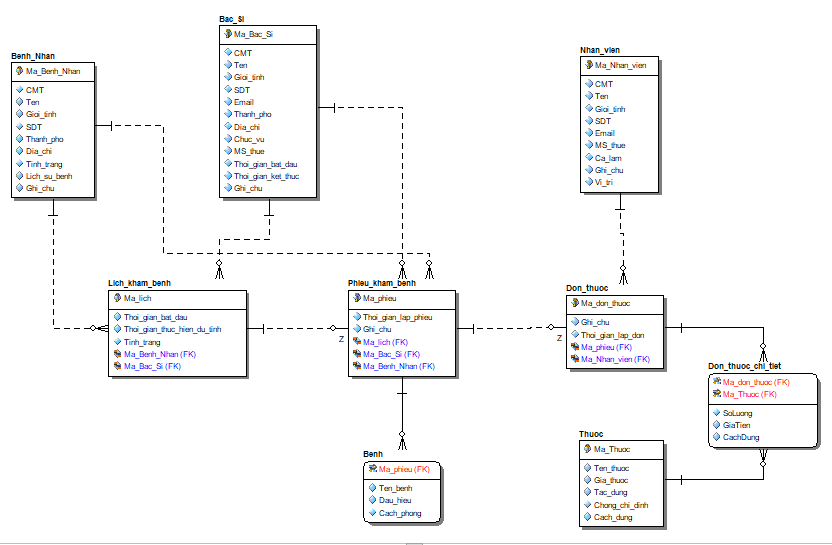 Bac_Si
Ma_Bac_Si
CMT
Ten
Gioi_tinh
SDT
Email
Thanh_pho
Dia_chi
Chuc_vu
MS_thue
Thoi_gian_bat_dau
Thoi_gian_ket_thuc
Ghi_chu
Benh_Nhan
Ma_Benh_Nhan
CMT
Ten
Gioi_tinh
SDT
Thanh_pho
Dia_chi
Tinh_trang
Lich_su_benh
Ghi_chu
Nhan_vien
Ma_Nhan_vien
CMT
Ten
Gioi_tinh
SDT
Email
MS_thue
Ca_lam
Ghi_chu
Vi_tri
Lich_kham_benh
Ma_lich
Thoi_gian_bat_dau
Thoi_gian_thuc_hien_du_tinh
Tinh_trang
Ma_Benh_Nhan (FK)
Ma_Bac_Si (FK)
Z
Phieu_kham_benh
Ma_phieu
Thoi_gian_lap_phieu
Ghi_chu
Ma_lich (FK)
Ma_Bac_Si (FK)
Ma_Benh_Nhan (FK)
Z
Don_thuoc
Ma_don_thuoc
Ghi_chu
Thoi_gian_lap_don
Ma_phieu (FK)
Ma_Nhan_vien (FK)
Don_thuoc_chi_tiet
Ma_don_thuoc (FK)
Ma_Thuoc (FK)
SoLuong
GiaTien
CachDung
Benh
Ma_phieu (FK)
Ten_benh
Dau_hieu
Cach_phong
Thuoc
Ma_Thuoc
Ten_thuoc
Gia_thuoc
Tac_dung
Chong_chi_dinh
Cach_dung